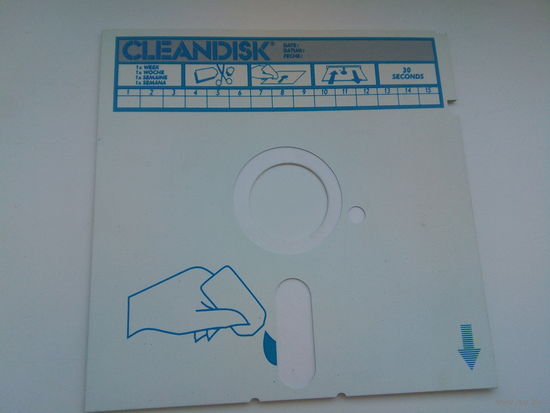 CLEANDISK®
DATE:
DATUM:
FECHE:
1x WEEK
1x WOCHE
1x SEMAINE
1x SEMANA
30
SECONDS
1 2 3 4 5 6 7 8 9 10 11 12 13 14 15